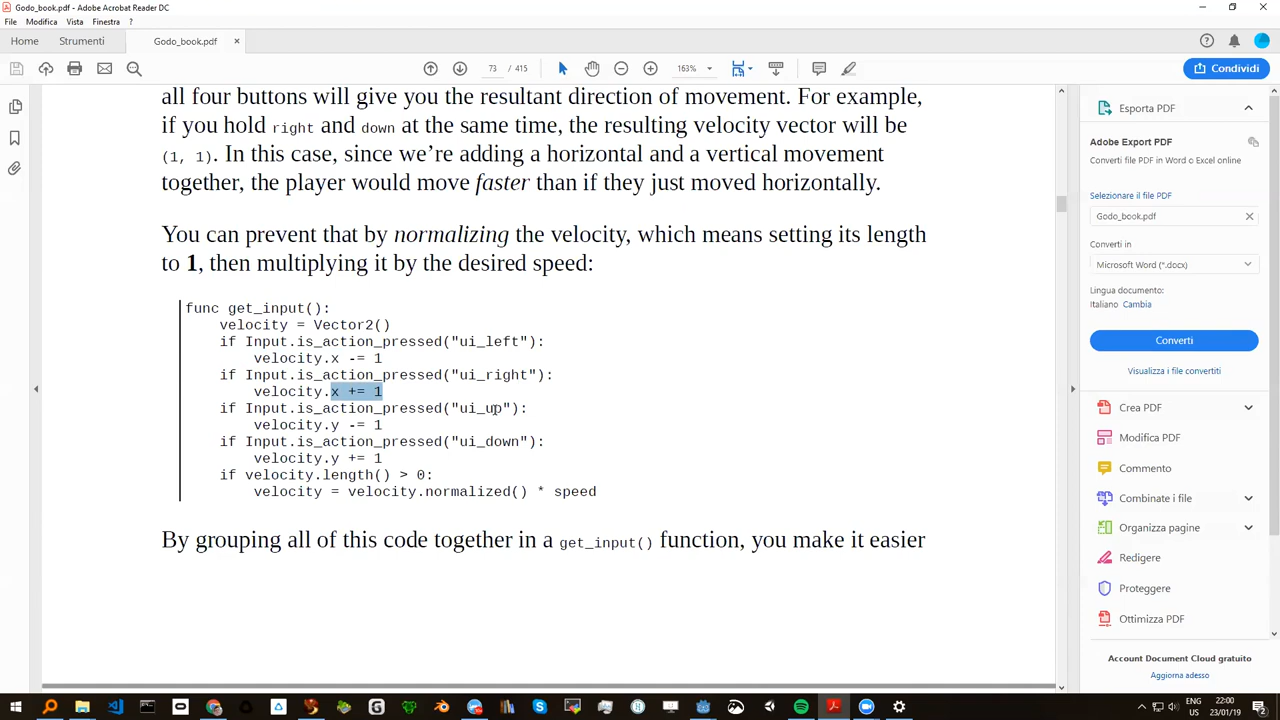 Godo_book.pdf - Adobe Acrobat Reader DC
File Modifica Vista Finestra ?
Home Strumenti Godo_book.pdf ×
73 / 415 163% Condividi
all four buttons will give you the resultant direction of movement. For example,
if you hold right and down at the same time, the resulting velocity vector will be
(1, 1). In this case, since we’re adding a horizontal and a vertical movement
together, the player would move faster than if they just moved horizontally.
You can prevent that by normalizing the velocity, which means setting its length
to 1, then multiplying it by the desired speed:
func get_input():
velocity = Vector2()
if Input.is_action_pressed("ui_left"):
velocity.x -= 1
if Input.is_action_pressed("ui_right"):
velocity.x += 1
if Input.is_action_pressed("ui_up"):
velocity.y -= 1
if Input.is_action_pressed("ui_down"):
velocity.y += 1
if velocity.length() > 0:
velocity = velocity.normalized() * speed
By grouping all of this code together in a get_input() function, you make it easier
Esporta PDF
Adobe Export PDF
Converti file PDF in Word o Excel online
Selezionare il file PDF
Godo_book.pdf
Converti in
Microsoft Word (*.docx)
Lingua documento:
Italiano Cambia
Converti
Visualizza i file convertiti
Crea PDF
Modifica PDF
Commento
Combinate i file
Organizza pagine
Redigere
Proteggere
Ottimizza PDF
Account Document Cloud gratuito
Aggiorna adesso
ENG
US
22:00
23/01/19
2